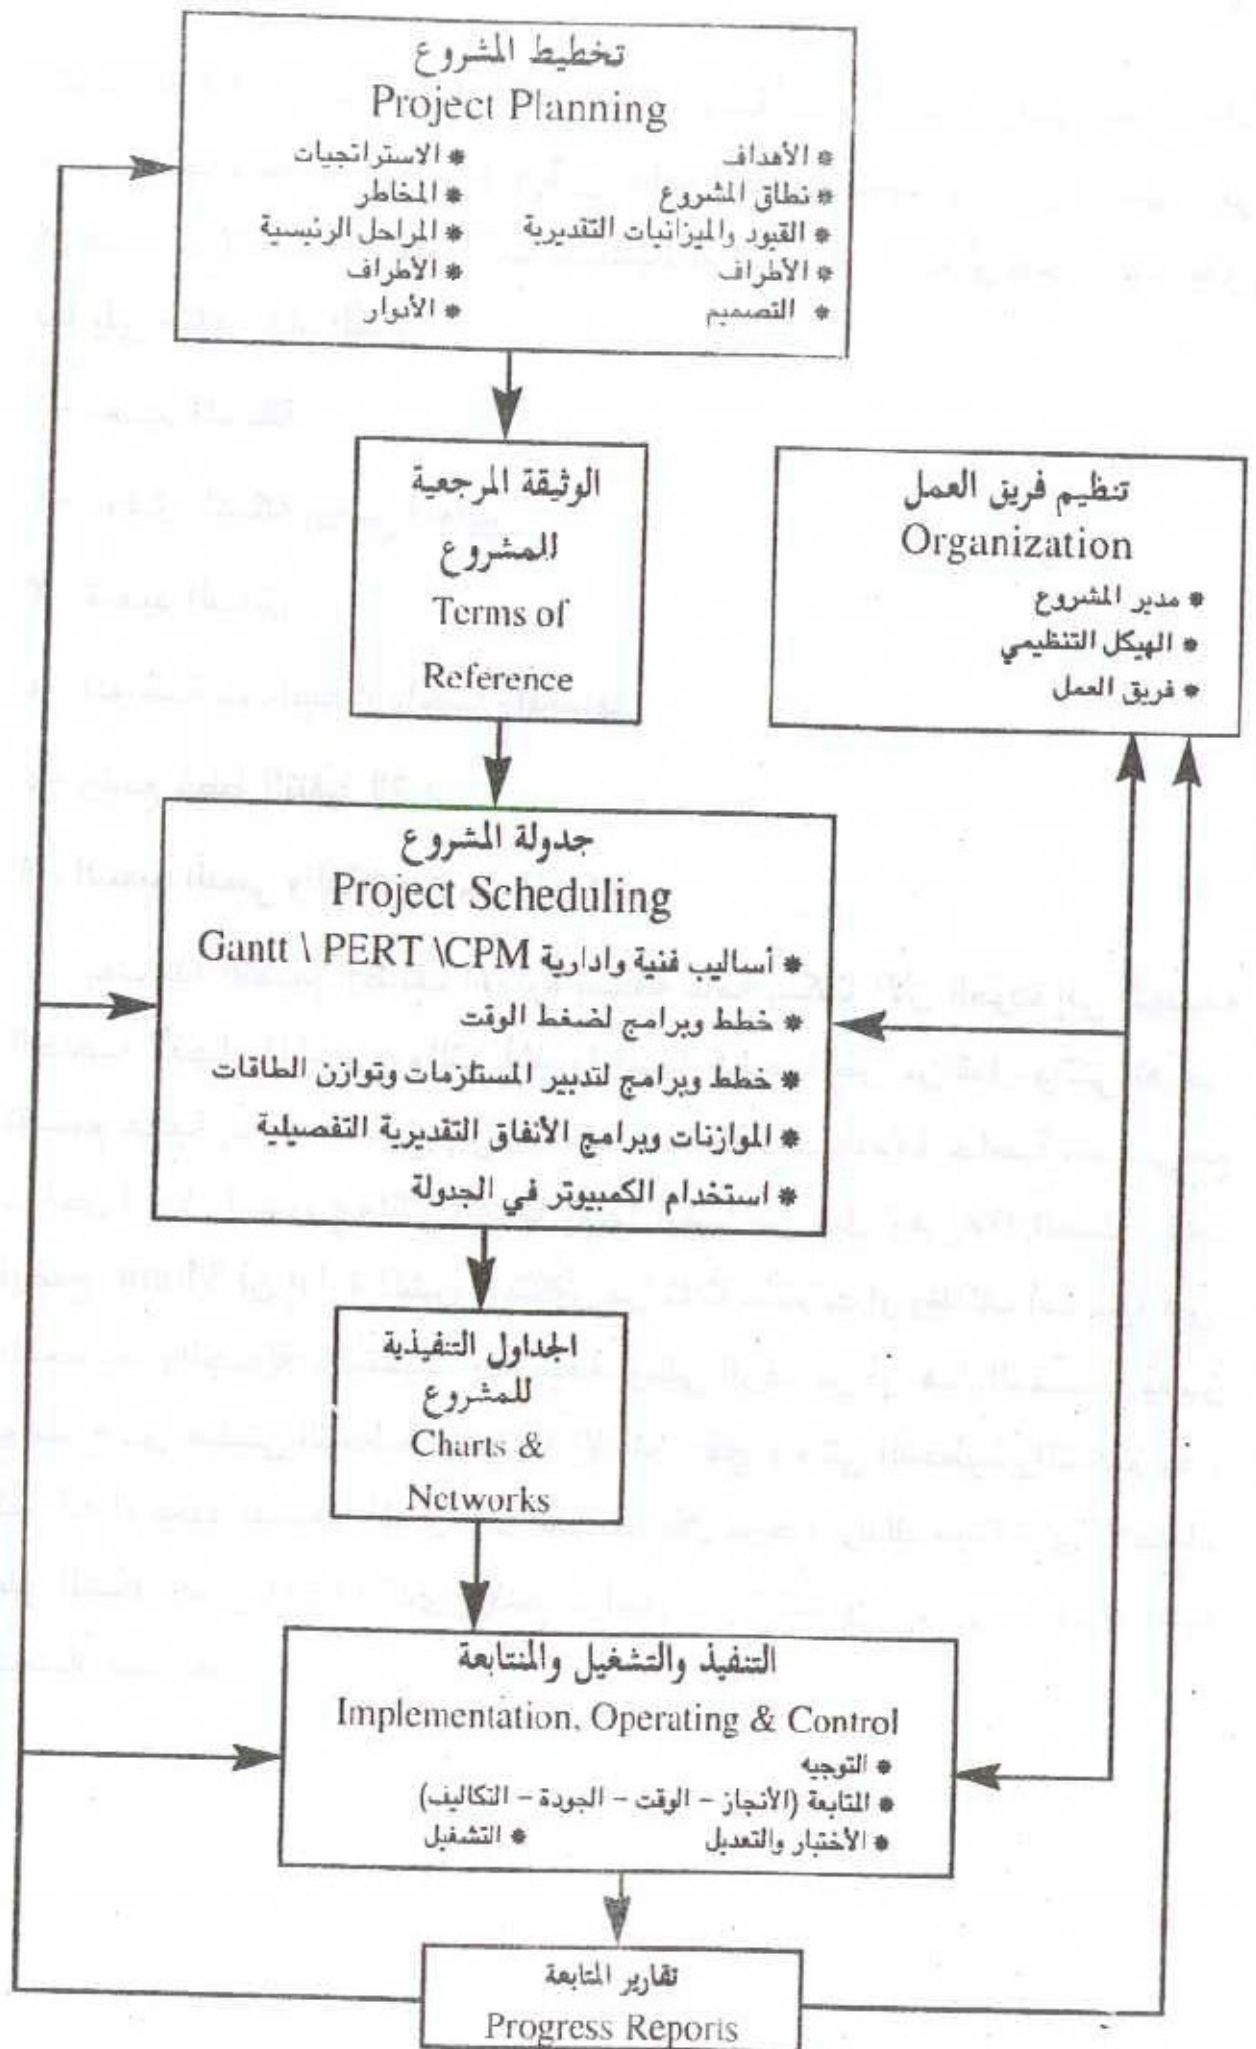 تخطيط المشروع
Project Planning
* الأهداف * الاستراتجيات
* نطاق المشروع * المخاطر
* القيود والميزانيات التقديرية * المراحل الرئيسية
* الأطراف * الأطراف
* التصميم * الأدوار
الوثيقة المرجعية
للمشروع
Terms of
Reference
تنظيم فريق العمل
Organization
* مدير المشروع
* الهيكل التنظيمي
* فريق العمل
جدولة المشروع
Project Scheduling
* أساليب فنية وادارية Gantt \ PERT \CPM
* خطط وبرامج لضغط الوقت
* خطط وبرامج لتدبير المستلزمات وتوازن الطاقات
* الموازنات وبرامج الأنفاق التقديرية التفصيلية
* استخدام الكمبيوتر في الجدولة
الجداول التنفيذية
للمشروع
Charts &
Networks
التنفيذ والتشغيل والمنتابعة
Implementation, Operating & Control
* التوجيه
* المتابعة (الأنجاز – الوقت – الجودة – التكاليف)
* الأختبار والتعديل * التشغيل
تقارير المتابعة
Progress Reports